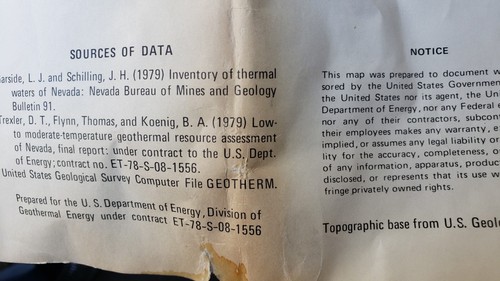 SOURCES OF DATA
Garside, L. J. and Schilling, J. H. (1979) Inventory of thermal
waters of Nevada: Nevada Bureau of Mines and Geology
Bulletin 91.
Trexler, D. T., Flynn, Thomas, and Koenig, B. A. (1979) Low-
to moderate-temperature geothermal resource assessment
of Nevada, final report: under contract to the U.S. Dept.
of Energy; contract no. ET-78-S-08-1556.
United States Geological Survey Computer File GEOTHERM.
Prepared for the U. S. Department of Energy, Division of
Geothermal Energy under contract ET-78-S-08-1556
NOTICE
This map was prepared to document w
sored by the United States Governmen
the United States nor its agent, the Uni
Department of Energy, nor any Federal
nor any of their contractors, subcont
their employees makes any warranty, e
implied, or assumes any legal liability or
lity for the accuracy, completeness, o
of any information, apparatus, produc
disclosed, or represents that its use w
fringe privately owned rights.
Topographic base from U.S. Geolo